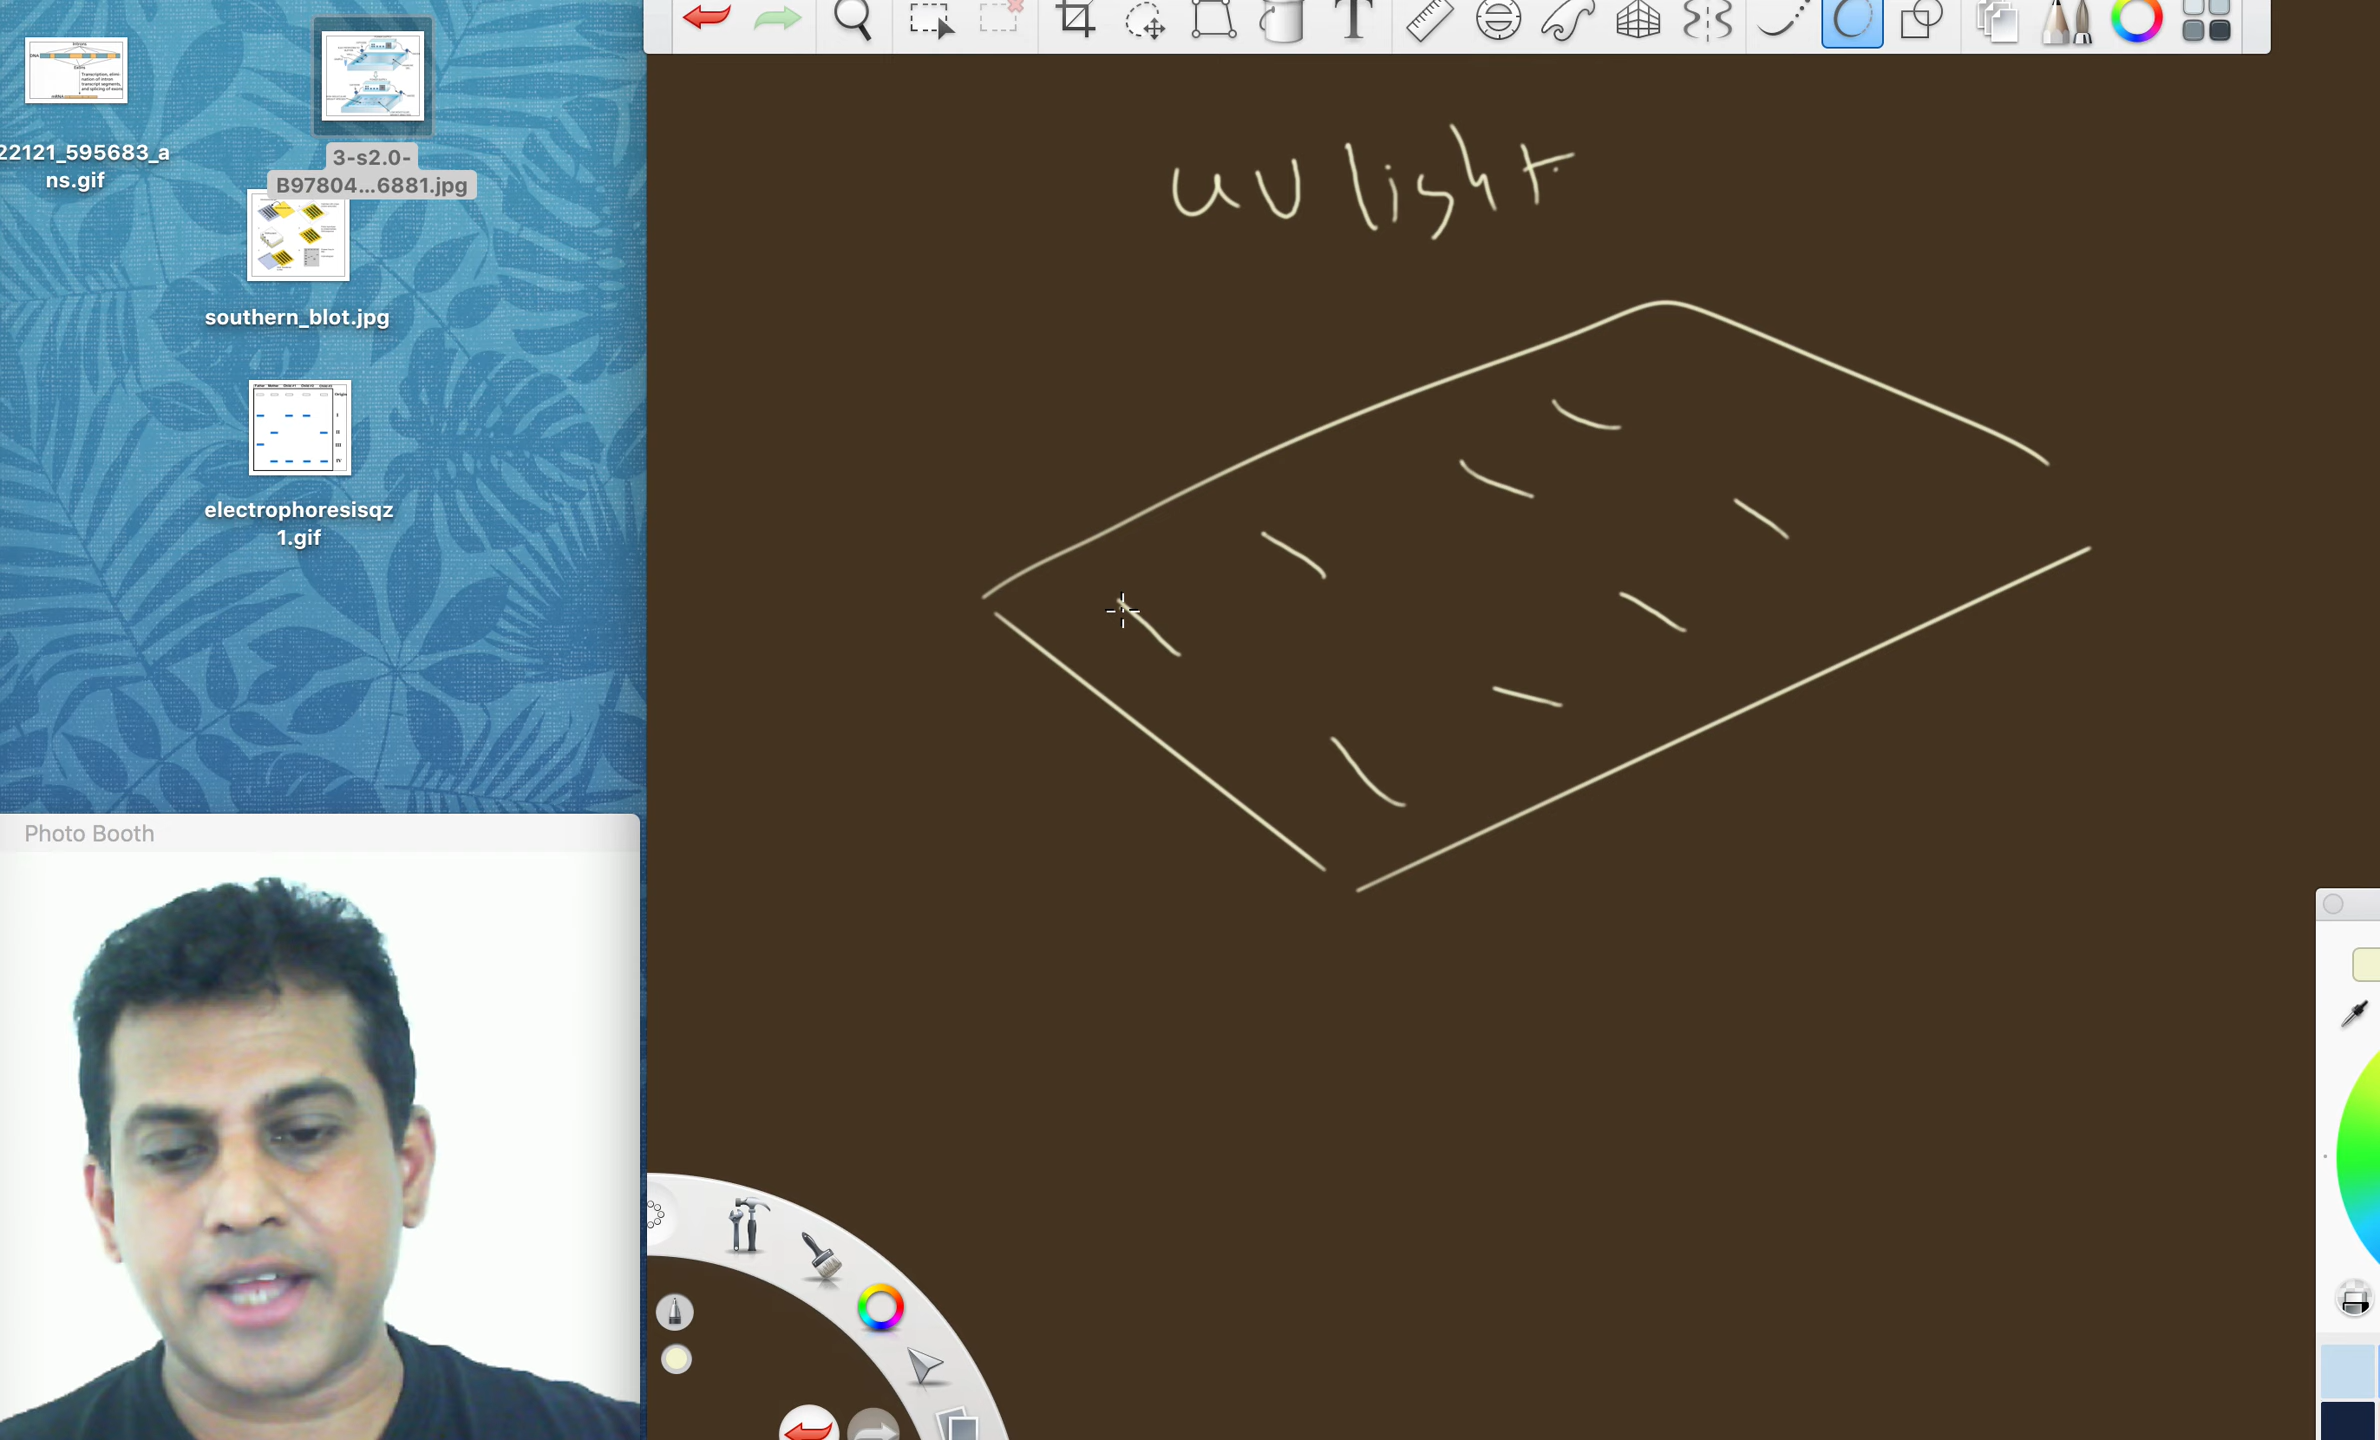 22121_595683_a
ns.gif
3-s2.0-
B97804...6881.jpg
southern_blot.jpg
electrophoresisqz
1.gif
uv light
Photo Booth